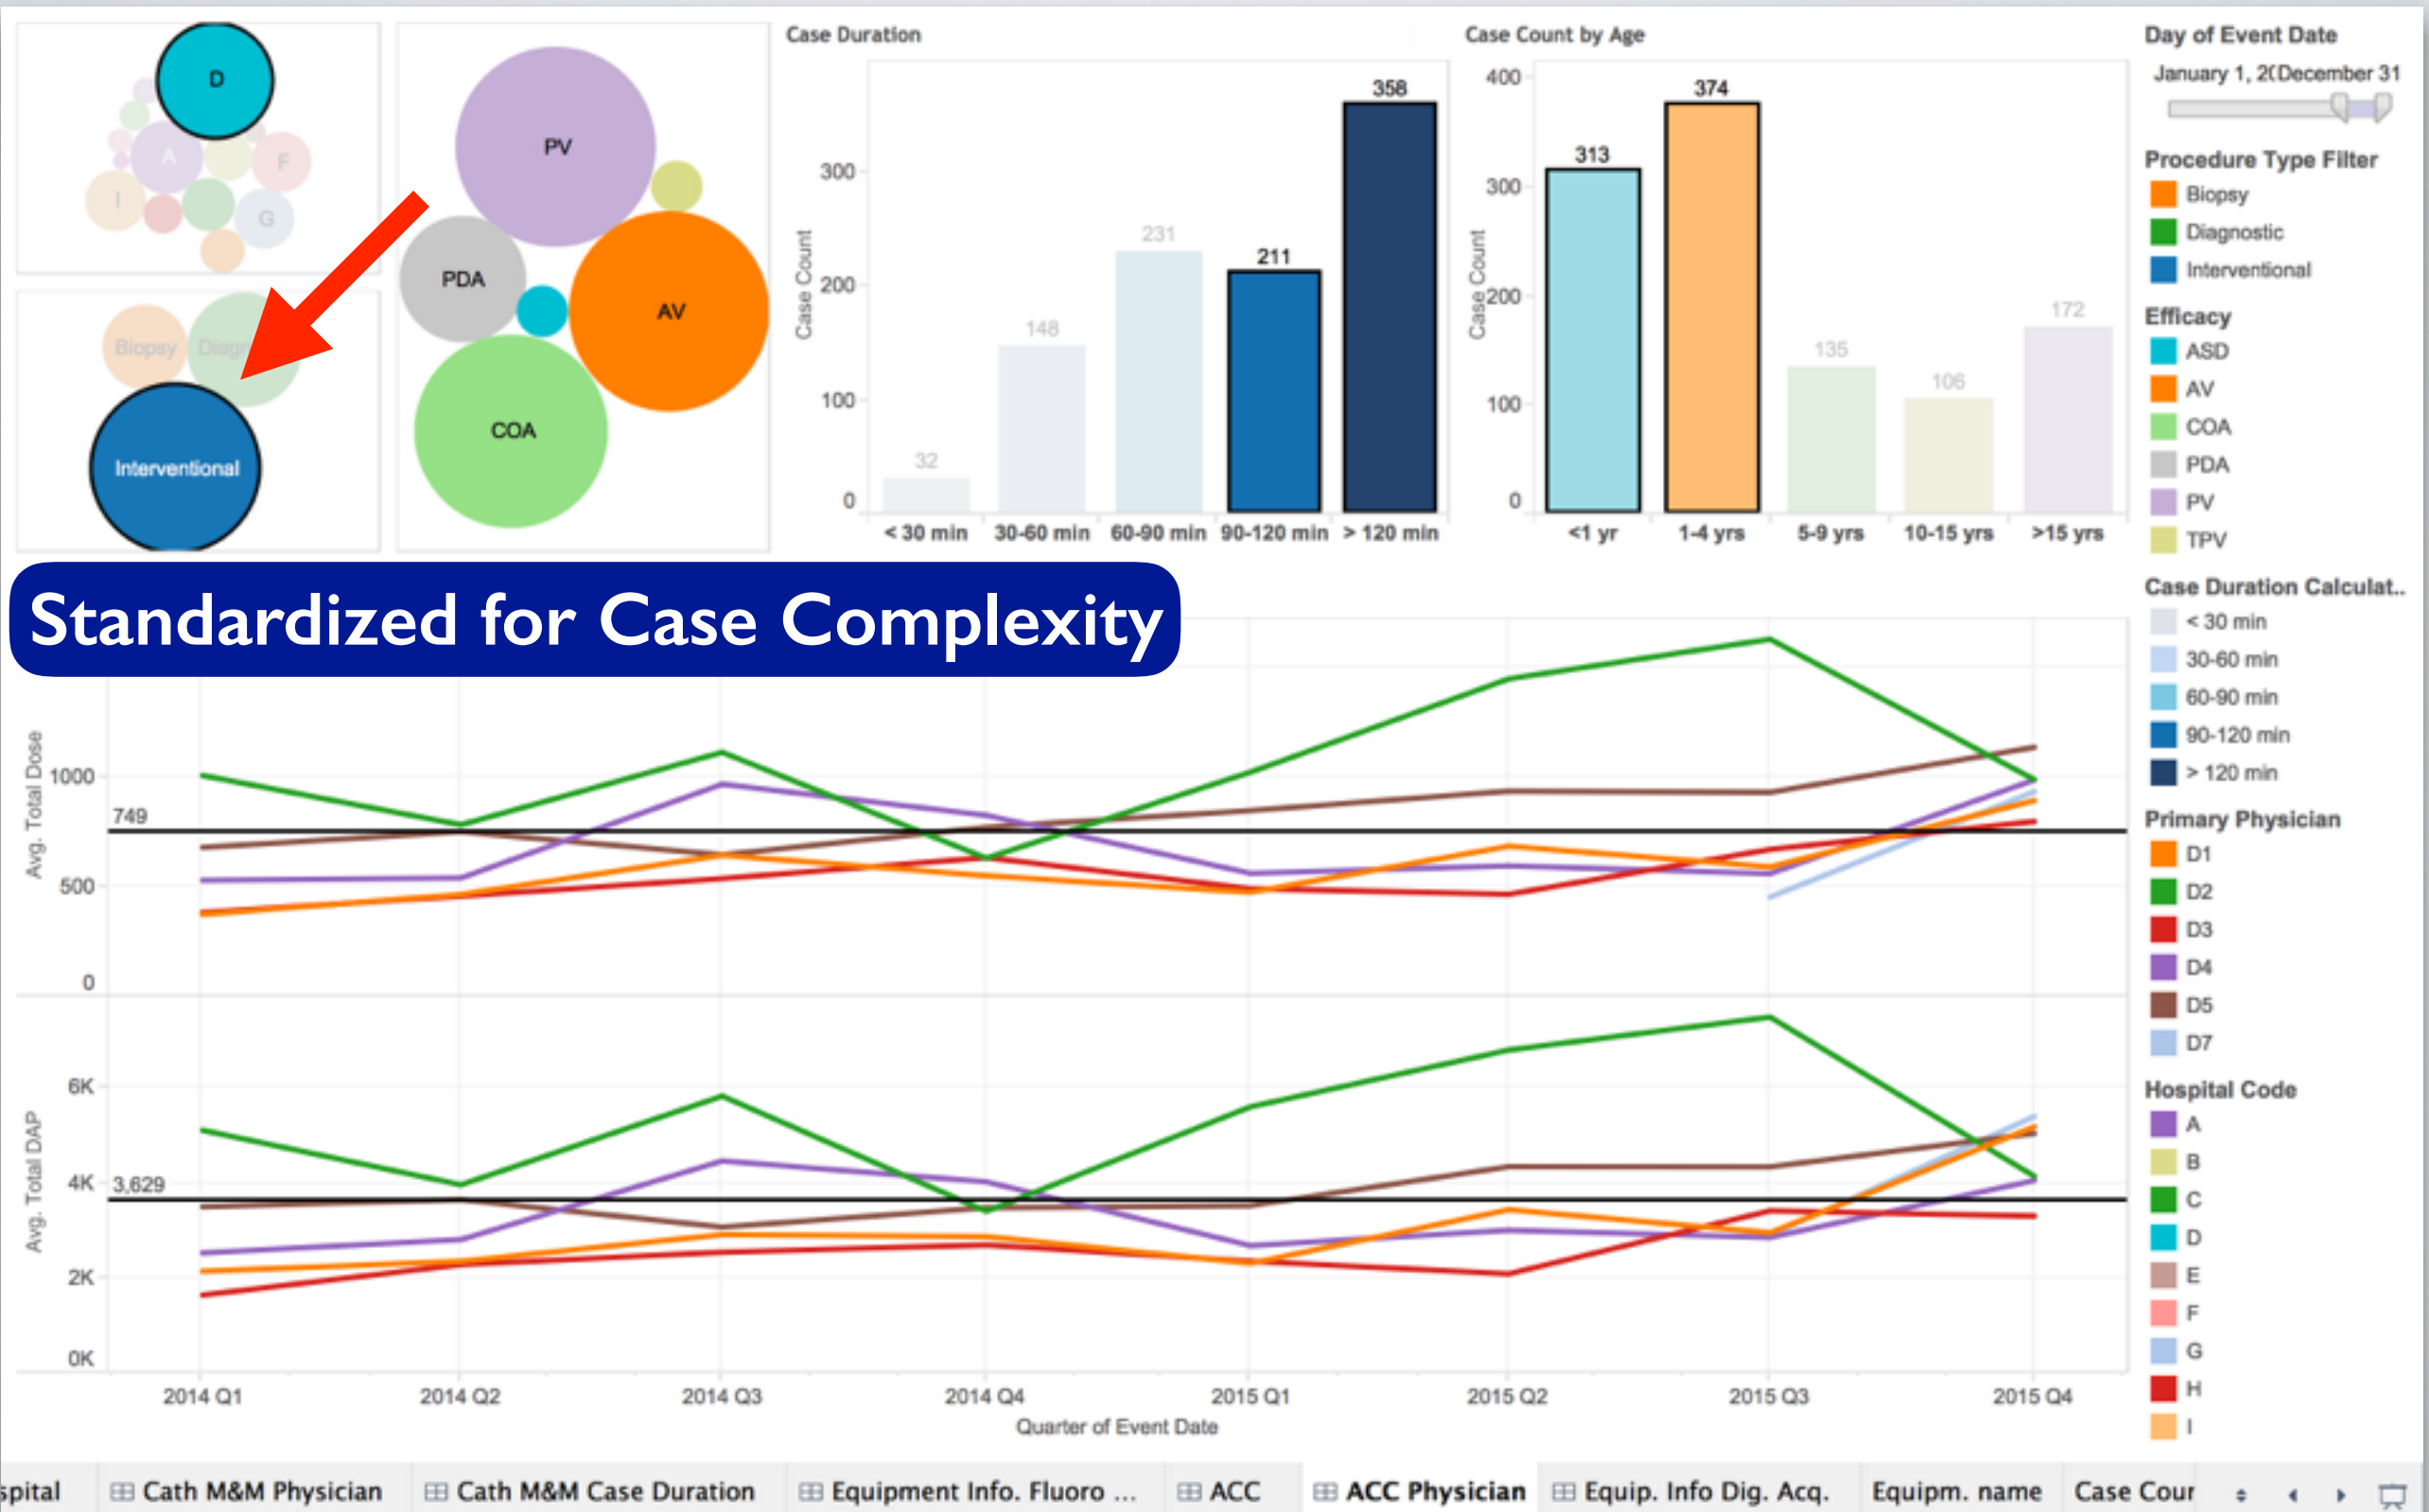 D
A
F
I
G
Biopsy
Diagn
Interventional
PV
PDA
AV
COA
Case Duration
358
231
211
148
32
300
200
100
0
Case Count
< 30 min 30-60 min 60-90 min 90-120 min > 120 min
Case Count by Age
374
313
172
135
106
400
300
200
100
0
Case Count
<1 yr 1-4 yrs 5-9 yrs 10-15 yrs >15 yrs
Standardized for Case Complexity
1000
749
500
0
Avg. Total Dose
6K
4K
3,629
2K
0K
Avg. Total DAP
2014 Q1 2014 Q2 2014 Q3 2014 Q4 2015 Q1 2015 Q2 2015 Q3 2015 Q4
Quarter of Event Date
Day of Event Date
January 1, 20 December 31
Procedure Type Filter
Biopsy
Diagnostic
Interventional
Efficacy
ASD
AV
COA
PDA
PV
TPV
Case Duration Calculat..
< 30 min
30-60 min
60-90 min
90-120 min
> 120 min
Primary Physician
D1
D2
D3
D4
D5
D7
Hospital Code
A
B
C
D
E
F
G
H
I
spital Cath M&M Physician Cath M&M Case Duration Equipment Info. Fluoro ... ACC ACC Physician Equip. Info Dig. Acq. Equipm. name Case Cour